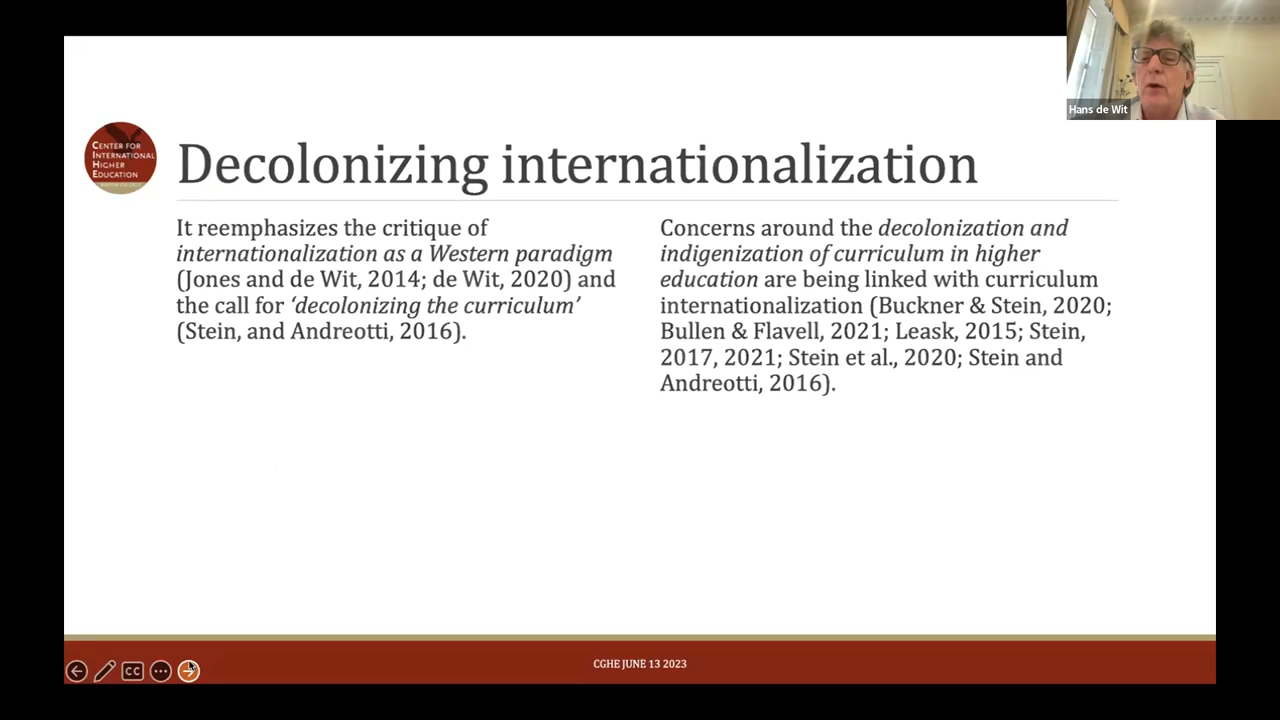 Hans de Wit
CENTER FOR
INTERNATIONAL
HIGHER
EDUCATION
Decolonizing internationalization
It reemphasizes the critique of
internationalization as a Western paradigm
(Jones and de Wit, 2014; de Wit, 2020) and
the call for ‘decolonizing the curriculum’
(Stein, and Andreotti, 2016).
Concerns around the decolonization and
indigenization of curriculum in higher
education are being linked with curriculum
internationalization (Buckner & Stein, 2020;
Bullen & Flavell, 2021; Leask, 2015; Stein,
2017, 2021; Stein et al., 2020; Stein and
Andreotti, 2016).
CC
CGHE JUNE 13 2023